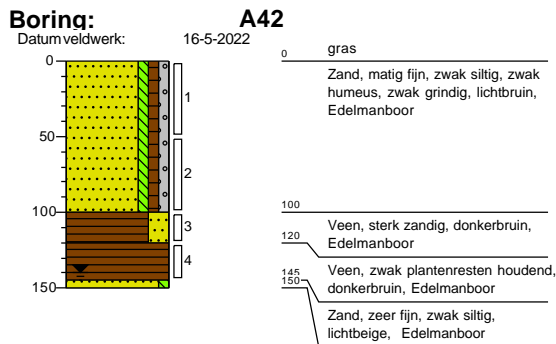 Boring: A42
Datum veldwerk: 16-5-2022
0
50
100
150
1
2
3
4
0 gras
Zand, matig fijn, zwak siltig, zwak
humeus, zwak grindig, lichtbruin,
Edelmanboor
100
Veen, sterk zandig, donkerbruin,
Edelmanboor
120
Veen, zwak plantenresten houdend,
donkerbruin, Edelmanboor
145
150
Zand, zeer fijn, zwak siltig,
lichtbeige, Edelmanboor